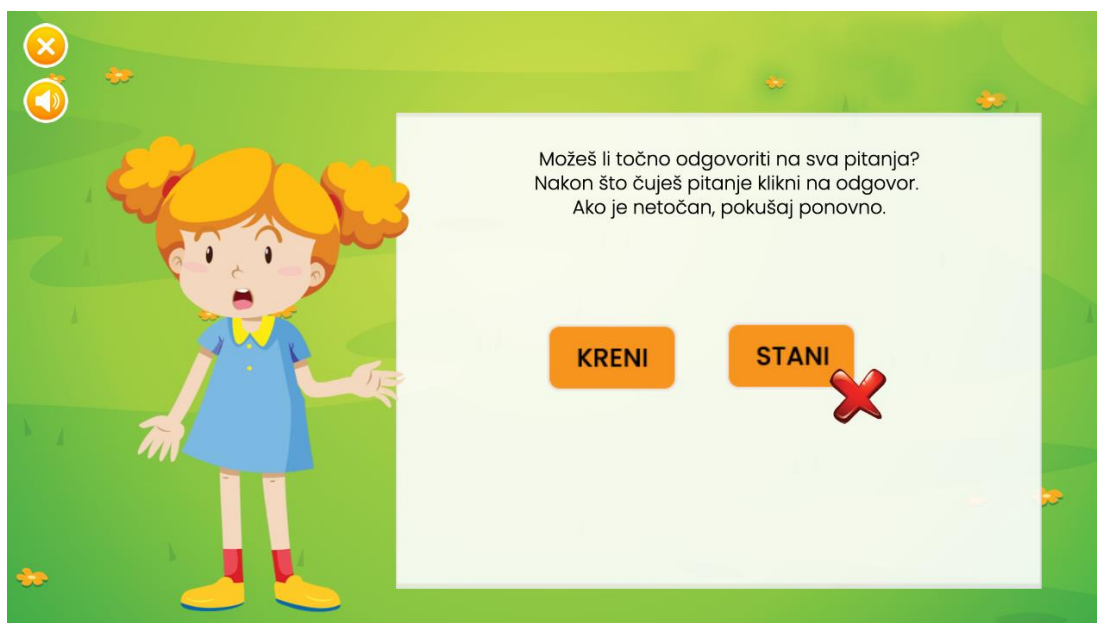 Možeš li točno odgovoriti na sva pitanja?
Nakon što čuješ pitanje klikni na odgovor.
Ako je netočan, pokušaj ponovno.
KRENI
STANI